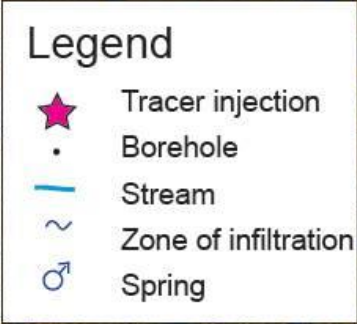 Legend
Tracer injection
Borehole
Stream
Zone of infiltration
Spring